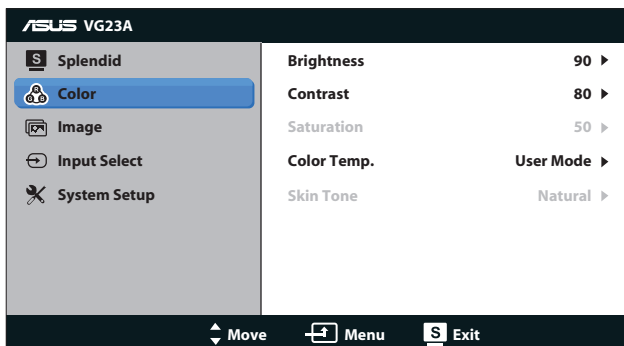 ASUS VG23A
S Splendid
Color
Image
Input Select
System Setup
Brightness 90
Contrast 80
Saturation 50
Color Temp. User Mode
Skin Tone Natural
Move Menu S Exit